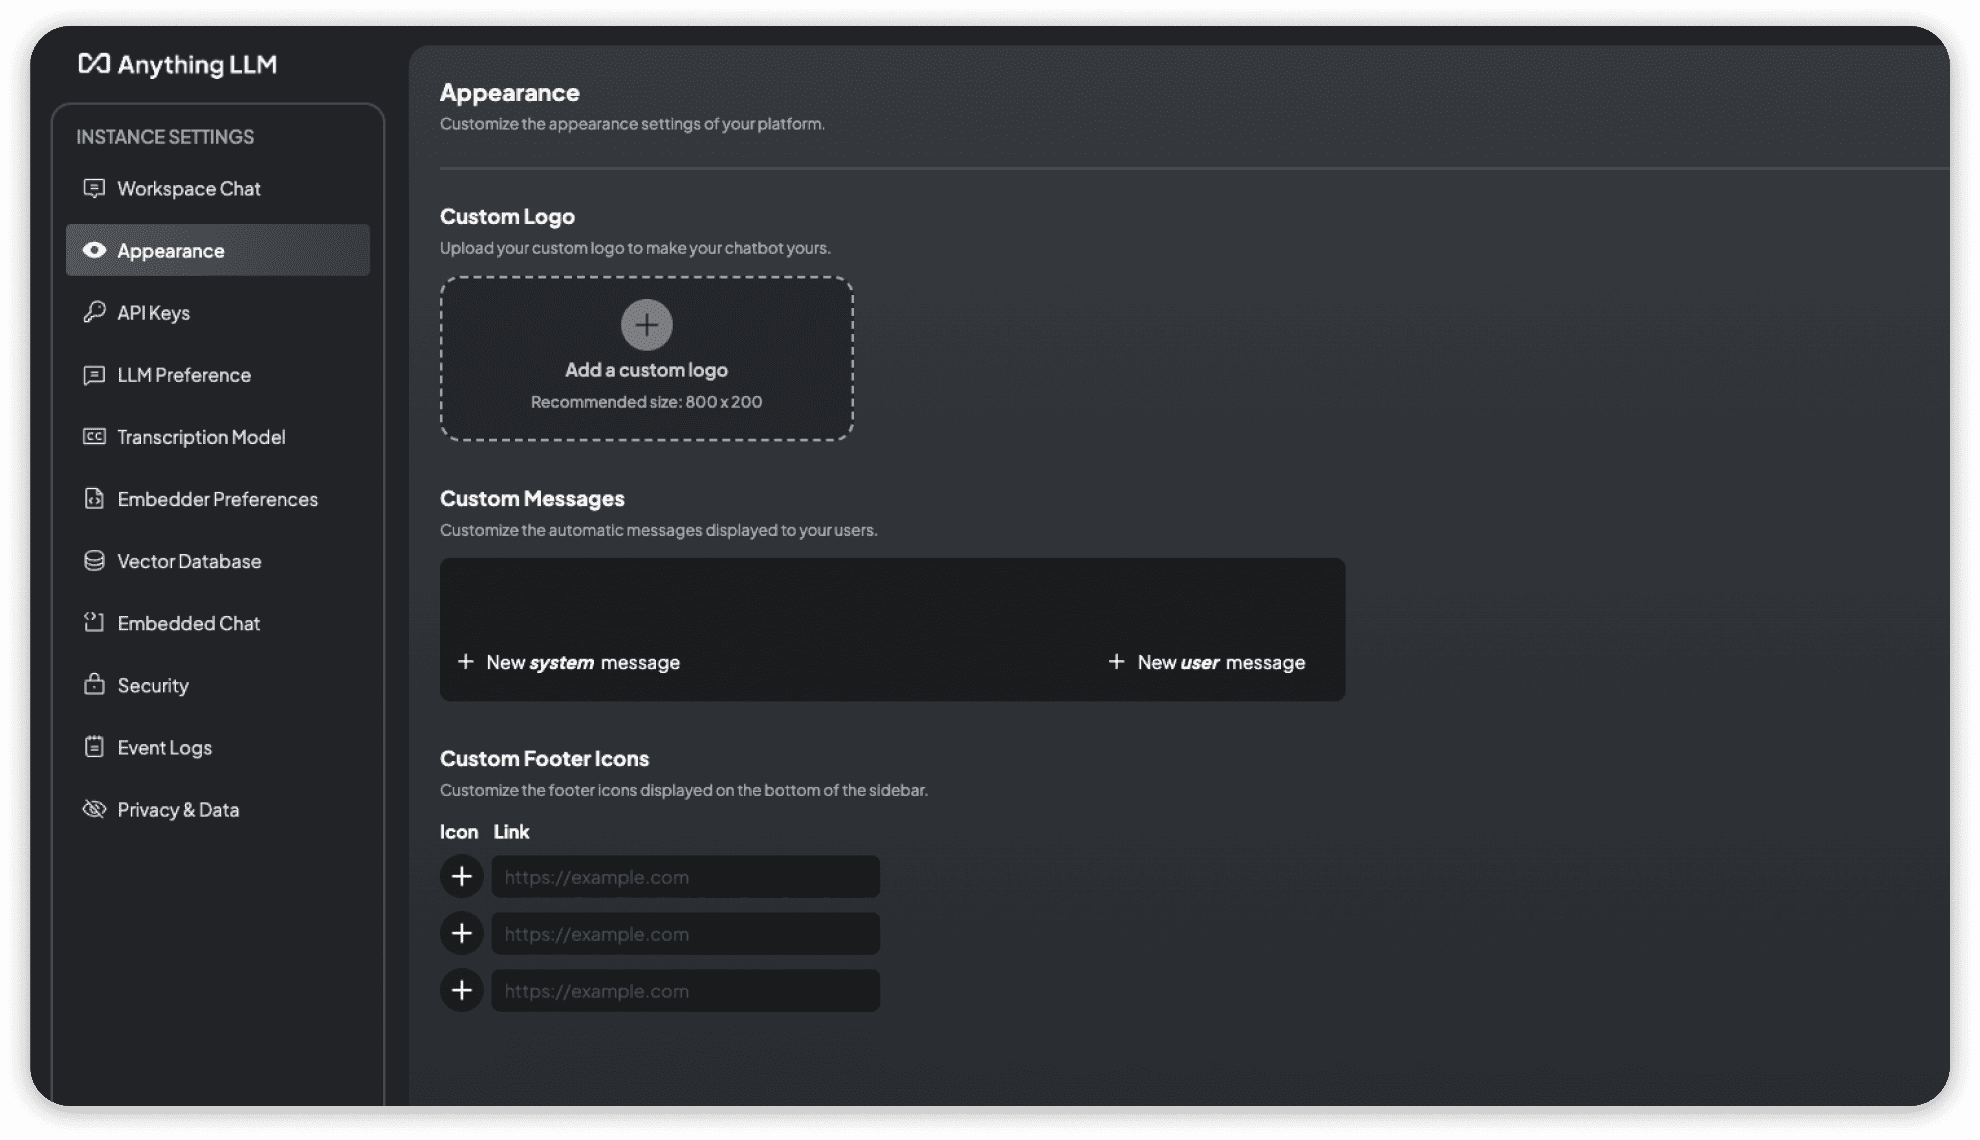 Anything LLM
INSTANCE SETTINGS
Workspace Chat
Appearance
API Keys
LLM Preference
CC Transcription Model
Embedder Preferences
Vector Database
Embedded Chat
Security
Event Logs
Privacy & Data
Appearance
Customize the appearance settings of your platform.
Custom Logo
Upload your custom logo to make your chatbot yours.
Add a custom logo
Recommended size: 800 x 200
Custom Messages
Customize the automatic messages displayed to your users.
+ New system message
+ New user message
Custom Footer Icons
Customize the footer icons displayed on the bottom of the sidebar.
Icon Link
https://example.com
https://example.com
https://example.com